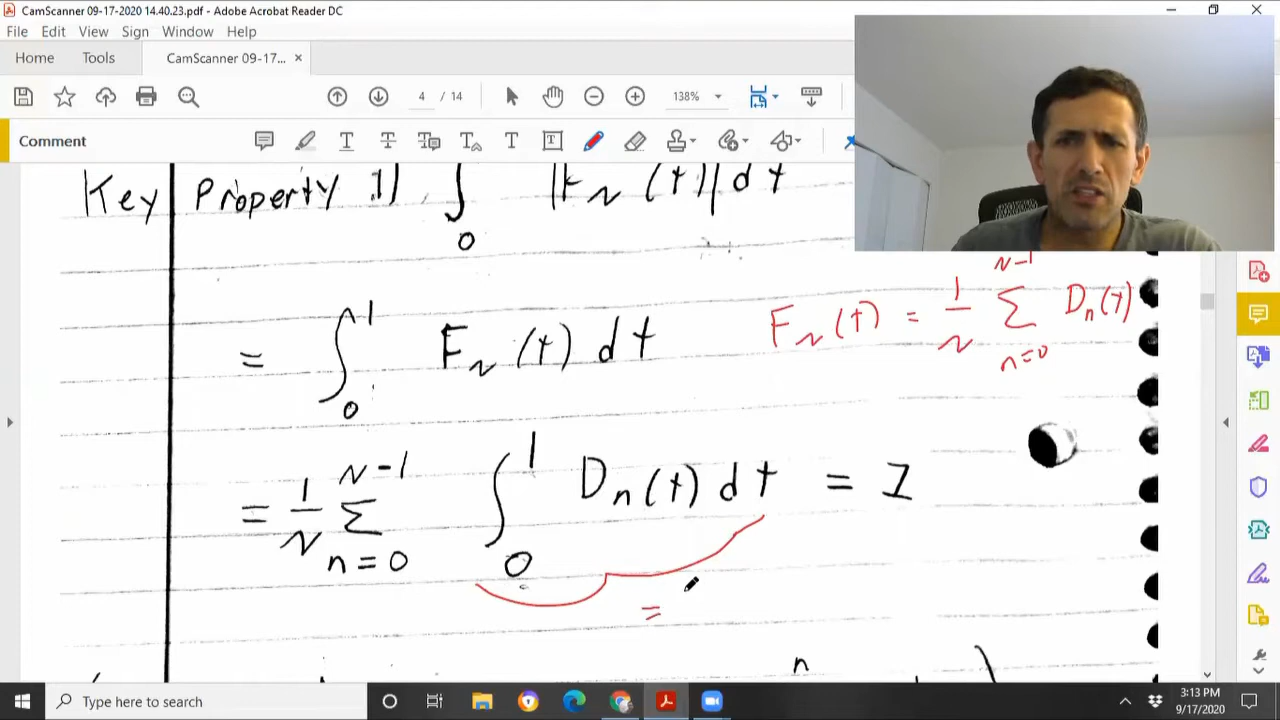 CamScanner 09-17-2020 14.40.23.pdf - Adobe Acrobat Reader DC
File Edit View Sign Window Help
Home Tools CamScanner 09-17...
4 / 14 138%
Comment
Key Property 1) ∫₀ |F_N(t)| dt
F_N(t) = 1/N ∑_{n=0}^{N-1} D_n(t)
= ∫₀¹ F_N(t) dt
= 1/N ∑_{n=0}^{N-1} ∫₀¹ D_n(t) dt = 1
=
n
Type here to search
3:13 PM
9/17/2020